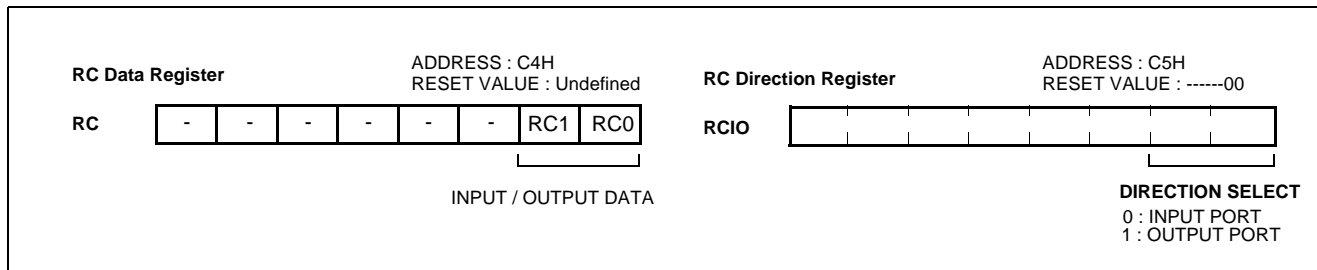 RC Data Register
ADDRESS : C4H
RESET VALUE : Undefined
RC - - - - - - RC1 RC0
INPUT / OUTPUT DATA
RC Direction Register
ADDRESS : C5H
RESET VALUE : ------00
RCIO
DIRECTION SELECT
0 : INPUT PORT
1 : OUTPUT PORT